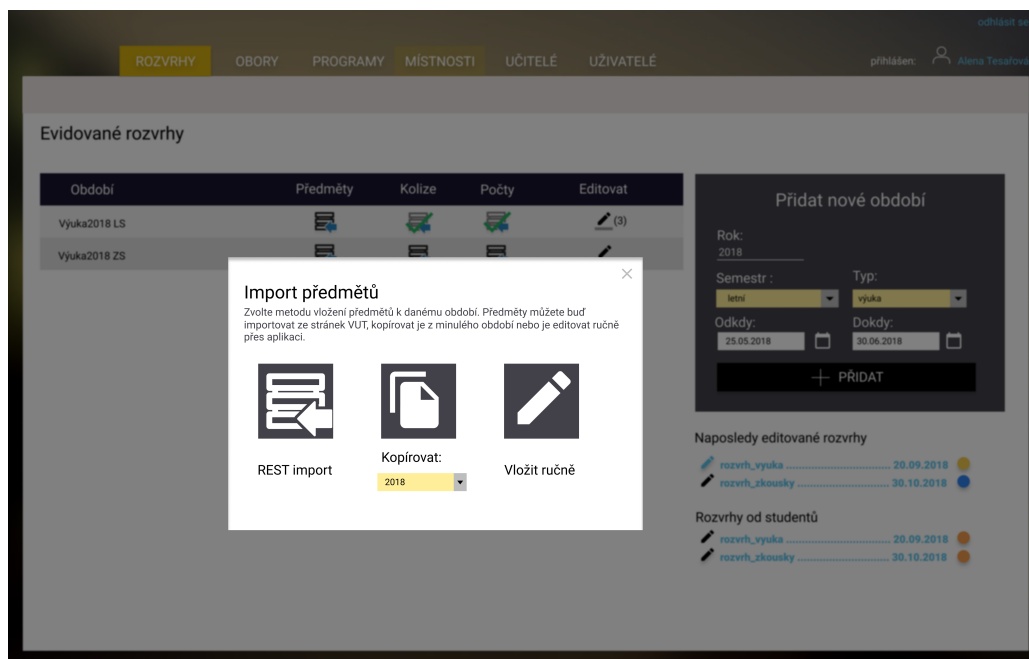 odhlásit se
ROZVRHY OBORY PROGRAMY MÍSTNOSTI UČITELÉ UŽIVATELÉ
přihlášen: Alena Tesařová
Evidované rozvrhy
Období Předměty Kolize Počty Editovat
Výuka2018 LS (3)
Výuka2018 ZS
Přidat nové období
Rok:
2018
Semestr : Typ:
letní výuka
Odkdy: Dokdy:
25.05.2018 30.06.2018
PŘIDAT
Import předmětů
Zvolte metodu vložení předmětů k danému období. Předměty můžete buď
importovat ze stránek VUT, kopírovat je z minulého období nebo je editovat ručně
přes aplikaci.
REST import
Kopírovat:
2018
Vložit ručně
Naposledy editované rozvrhy
rozvrh_vyuka ........................................ 20.09.2018
rozvrh_zkousky .................................. 30.10.2018
Rozvrhy od studentů
rozvrh_vyuka ........................................ 20.09.2018
rozvrh_zkousky .................................. 30.10.2018